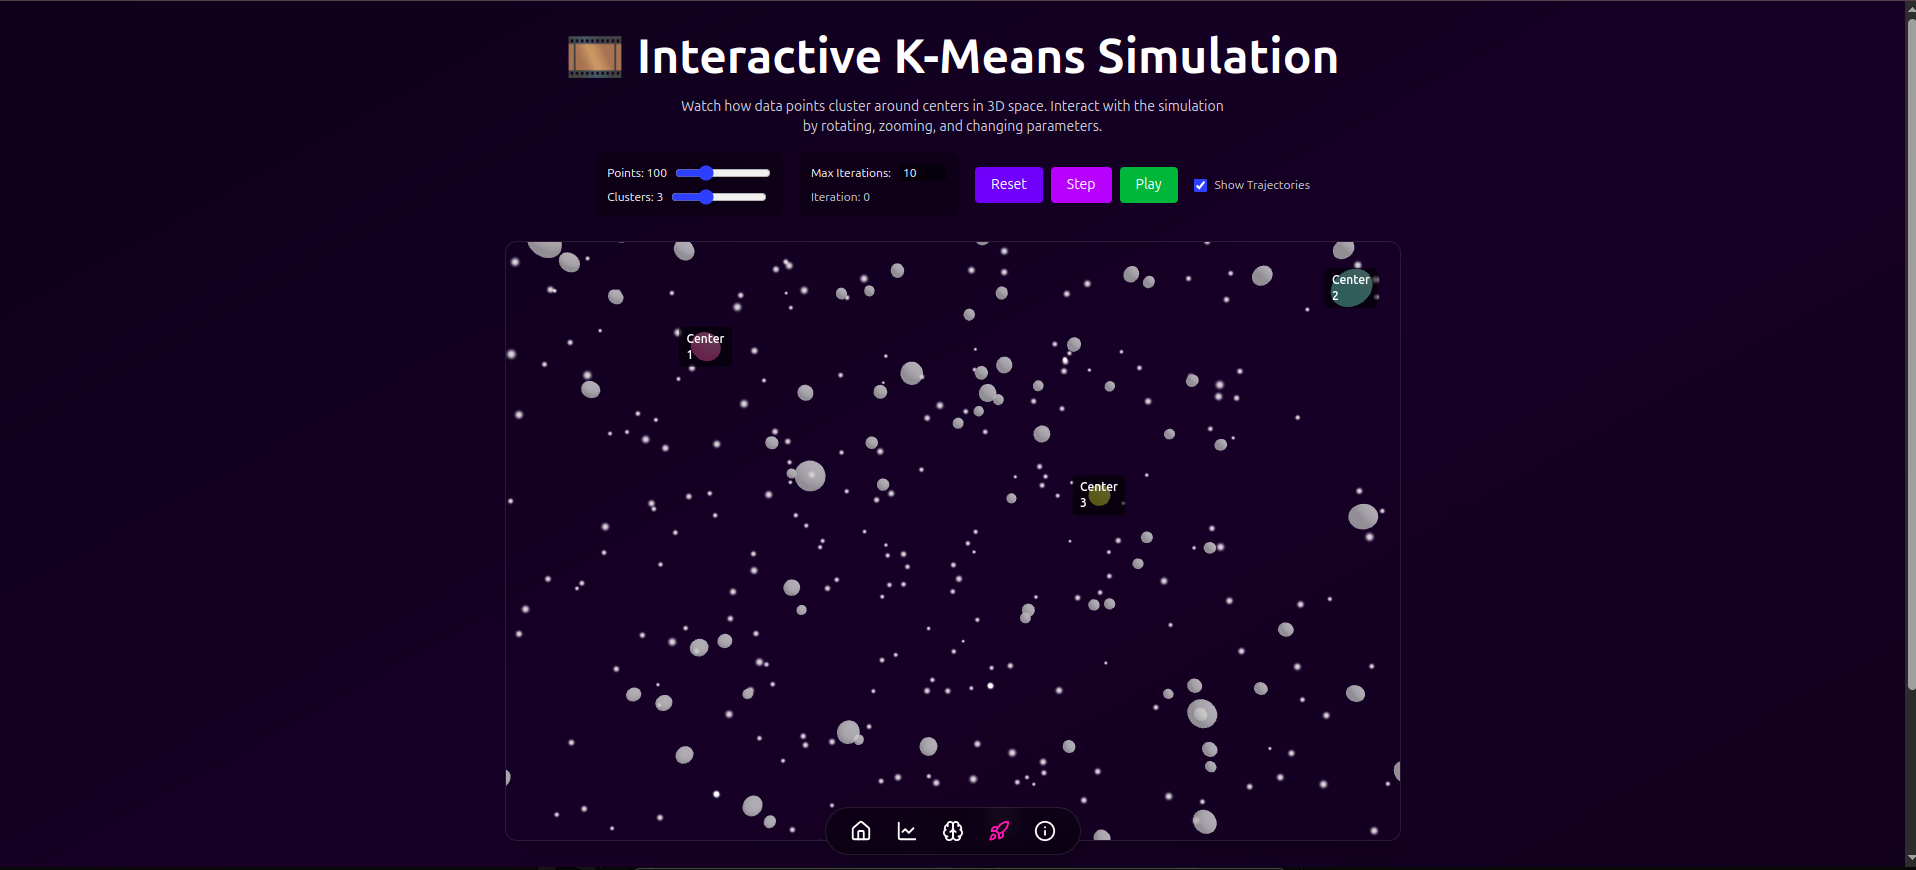 Interactive K-Means Simulation
Watch how data points cluster around centers in 3D space. Interact with the simulation
by rotating, zooming, and changing parameters.
Points: 100
Clusters: 3
Max Iterations: 10
Iteration: 0
Reset
Step
Play
Show Trajectories
Center
2
Center
1
Center
3